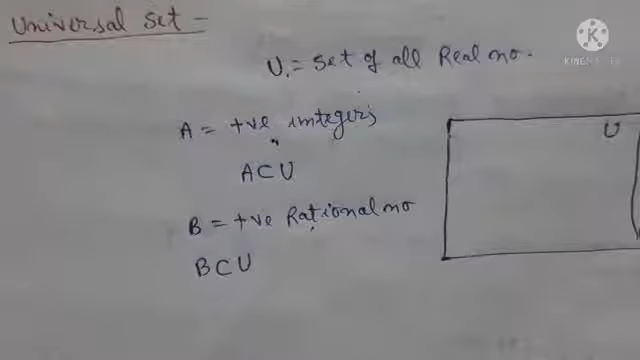 Universal Set -
U = Set of all Real no.
A = +ve integers
A ⊂ U
U
B = +ve Rational no
B ⊂ U